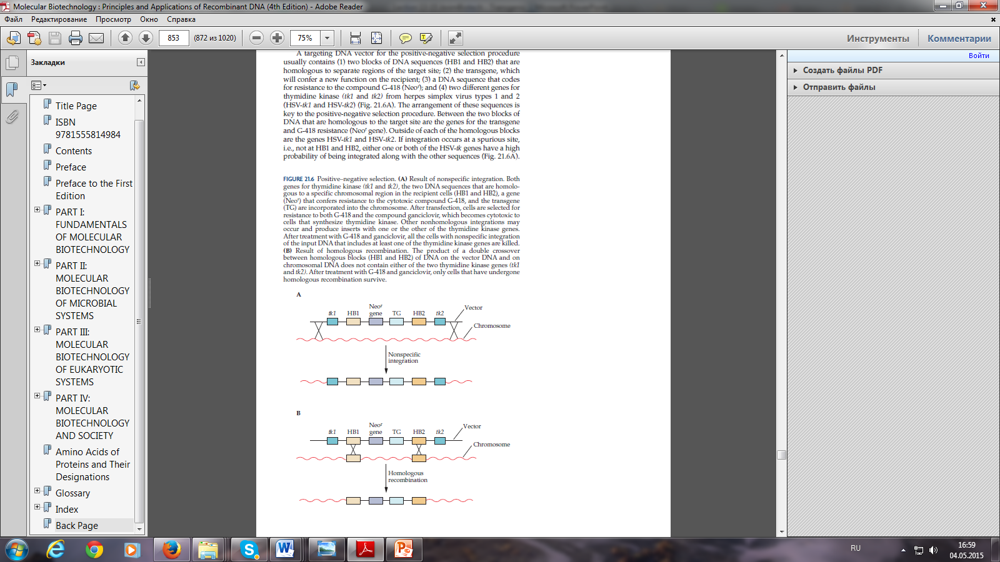 Molecular Biotechnology : Principles and Applications of Recombinant DNA (4th Edition) - Adobe Reader
Файл Редактирование Просмотр Окно Справка
853 (872 из 1020) 75% Инструменты Комментарии
Войти
Создать файлы PDF
Отправить файлы
Закладки
Title Page
ISBN
9781555814984
Contents
Preface
Preface to the First
Edition
PART I:
FUNDAMENTALS
OF MOLECULAR
BIOTECHNOLOGY
PART II:
MOLECULAR
BIOTECHNOLOGY
OF MICROBIAL
SYSTEMS
PART III:
MOLECULAR
BIOTECHNOLOGY
OF EUKARYOTIC
SYSTEMS
PART IV:
MOLECULAR
BIOTECHNOLOGY
AND SOCIETY
Amino Acids of
Proteins and Their
Designations
Glossary
Index
Back Page
A targeting DNA vector for the positive-negative selection procedure
usually contains (1) two blocks of DNA sequences (HB1 and HB2) that are
homologous to separate regions of the target site; (2) the transgene, which
will confer a new function on the recipient; (3) a DNA sequence that codes
for resistance to the compound G-418 (Neoʳ); and (4) two different genes for
thymidine kinase (tk1 and tk2) from herpes simplex virus types 1 and 2
(HSV-tk1 and HSV-tk2) (Fig. 21.6A). The arrangement of these sequences is
key to the positive-negative selection procedure. Between the two blocks of
DNA that are homologous to the target site are the genes for the transgene
and G-418 resistance (Neoʳ gene). Outside of each of the homologous blocks
are the genes HSV-tk1 and HSV-tk2. If integration occurs at a spurious site,
i.e., not at HB1 and HB2, either one or both of the HSV-tk genes have a high
probability of being integrated along with the other sequences (Fig. 21.6A).
FIGURE 21.6 Positive–negative selection. (A) Result of nonspecific integration. Both
genes for thymidine kinase (tk1 and tk2), the two DNA sequences that are homolo-
gous to a specific chromosomal region in the recipient cells (HB1 and HB2), a gene
(Neoʳ) that confers resistance to the cytotoxic compound G-418, and the transgene
(TG) are incorporated into the chromosome. After transfection, cells are selected for
resistance to both G-418 and the compound ganciclovir, which becomes cytotoxic to
cells that synthesize thymidine kinase. Other nonhomologous integrations may
occur and produce inserts with one or the other of the thymidine kinase genes.
After treatment with G-418 and ganciclovir, all the cells with nonspecific integration
of the input DNA that includes at least one of the thymidine kinase genes are killed.
(B) Result of homologous recombination. The product of a double crossover
between homologous blocks (HB1 and HB2) of DNA on the vector DNA and on
chromosomal DNA does not contain either of the two thymidine kinase genes (tk1
and tk2). After treatment with G-418 and ganciclovir, only cells that have undergone
homologous recombination survive.
A
tk1 HB1 Neoʳ gene TG HB2 tk2 Vector
Chromosome
Nonspecific
integration
B
tk1 HB1 Neoʳ gene TG HB2 tk2 Vector
Chromosome
Homologous
recombination
RU 16:59
04.05.2015